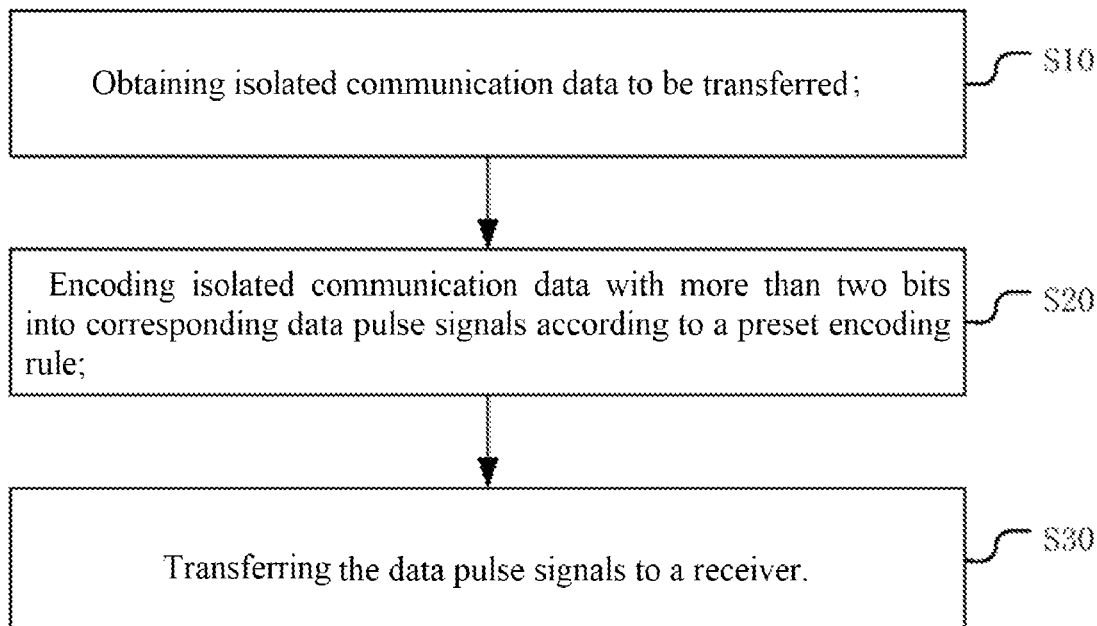 Obtaining isolated communication data to be transferred;
S10
Encoding isolated communication data with more than two bits
into corresponding data pulse signals according to a preset encoding
rule;
S20
Transferring the data pulse signals to a receiver.
S30